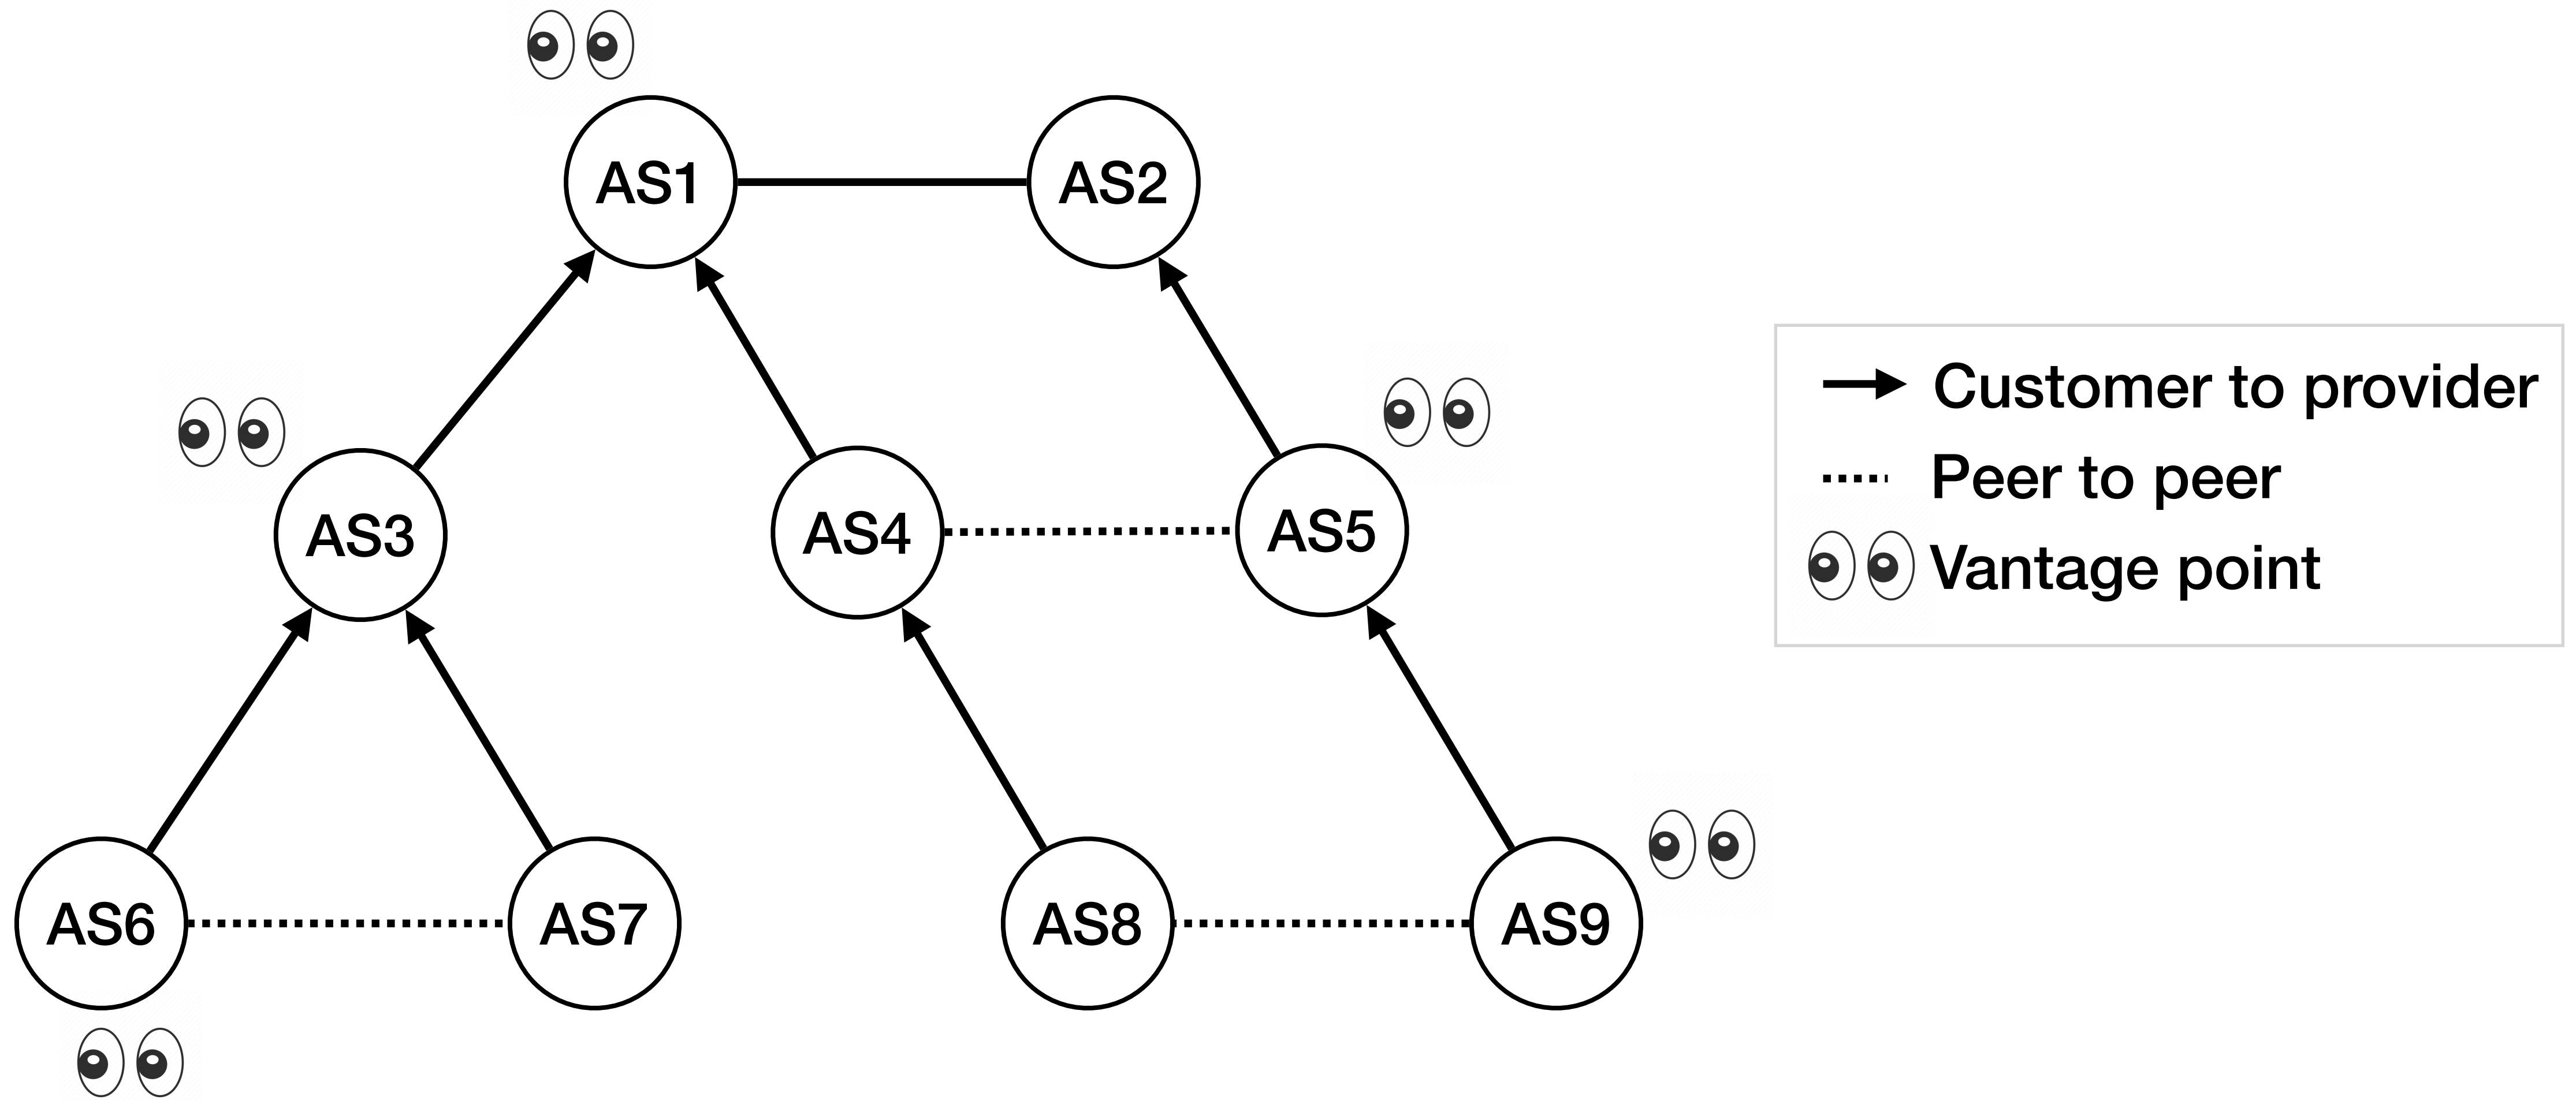 AS1
AS2
AS3
AS4
AS5
AS6
AS7
AS8
AS9
Customer to provider
Peer to peer
Vantage point